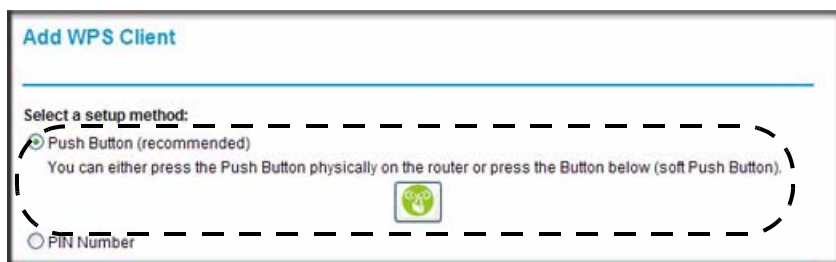 Add WPS Client
Select a setup method:
Push Button (recommended)
You can either press the Push Button physically on the router or press the Button below (soft Push Button).
PIN Number